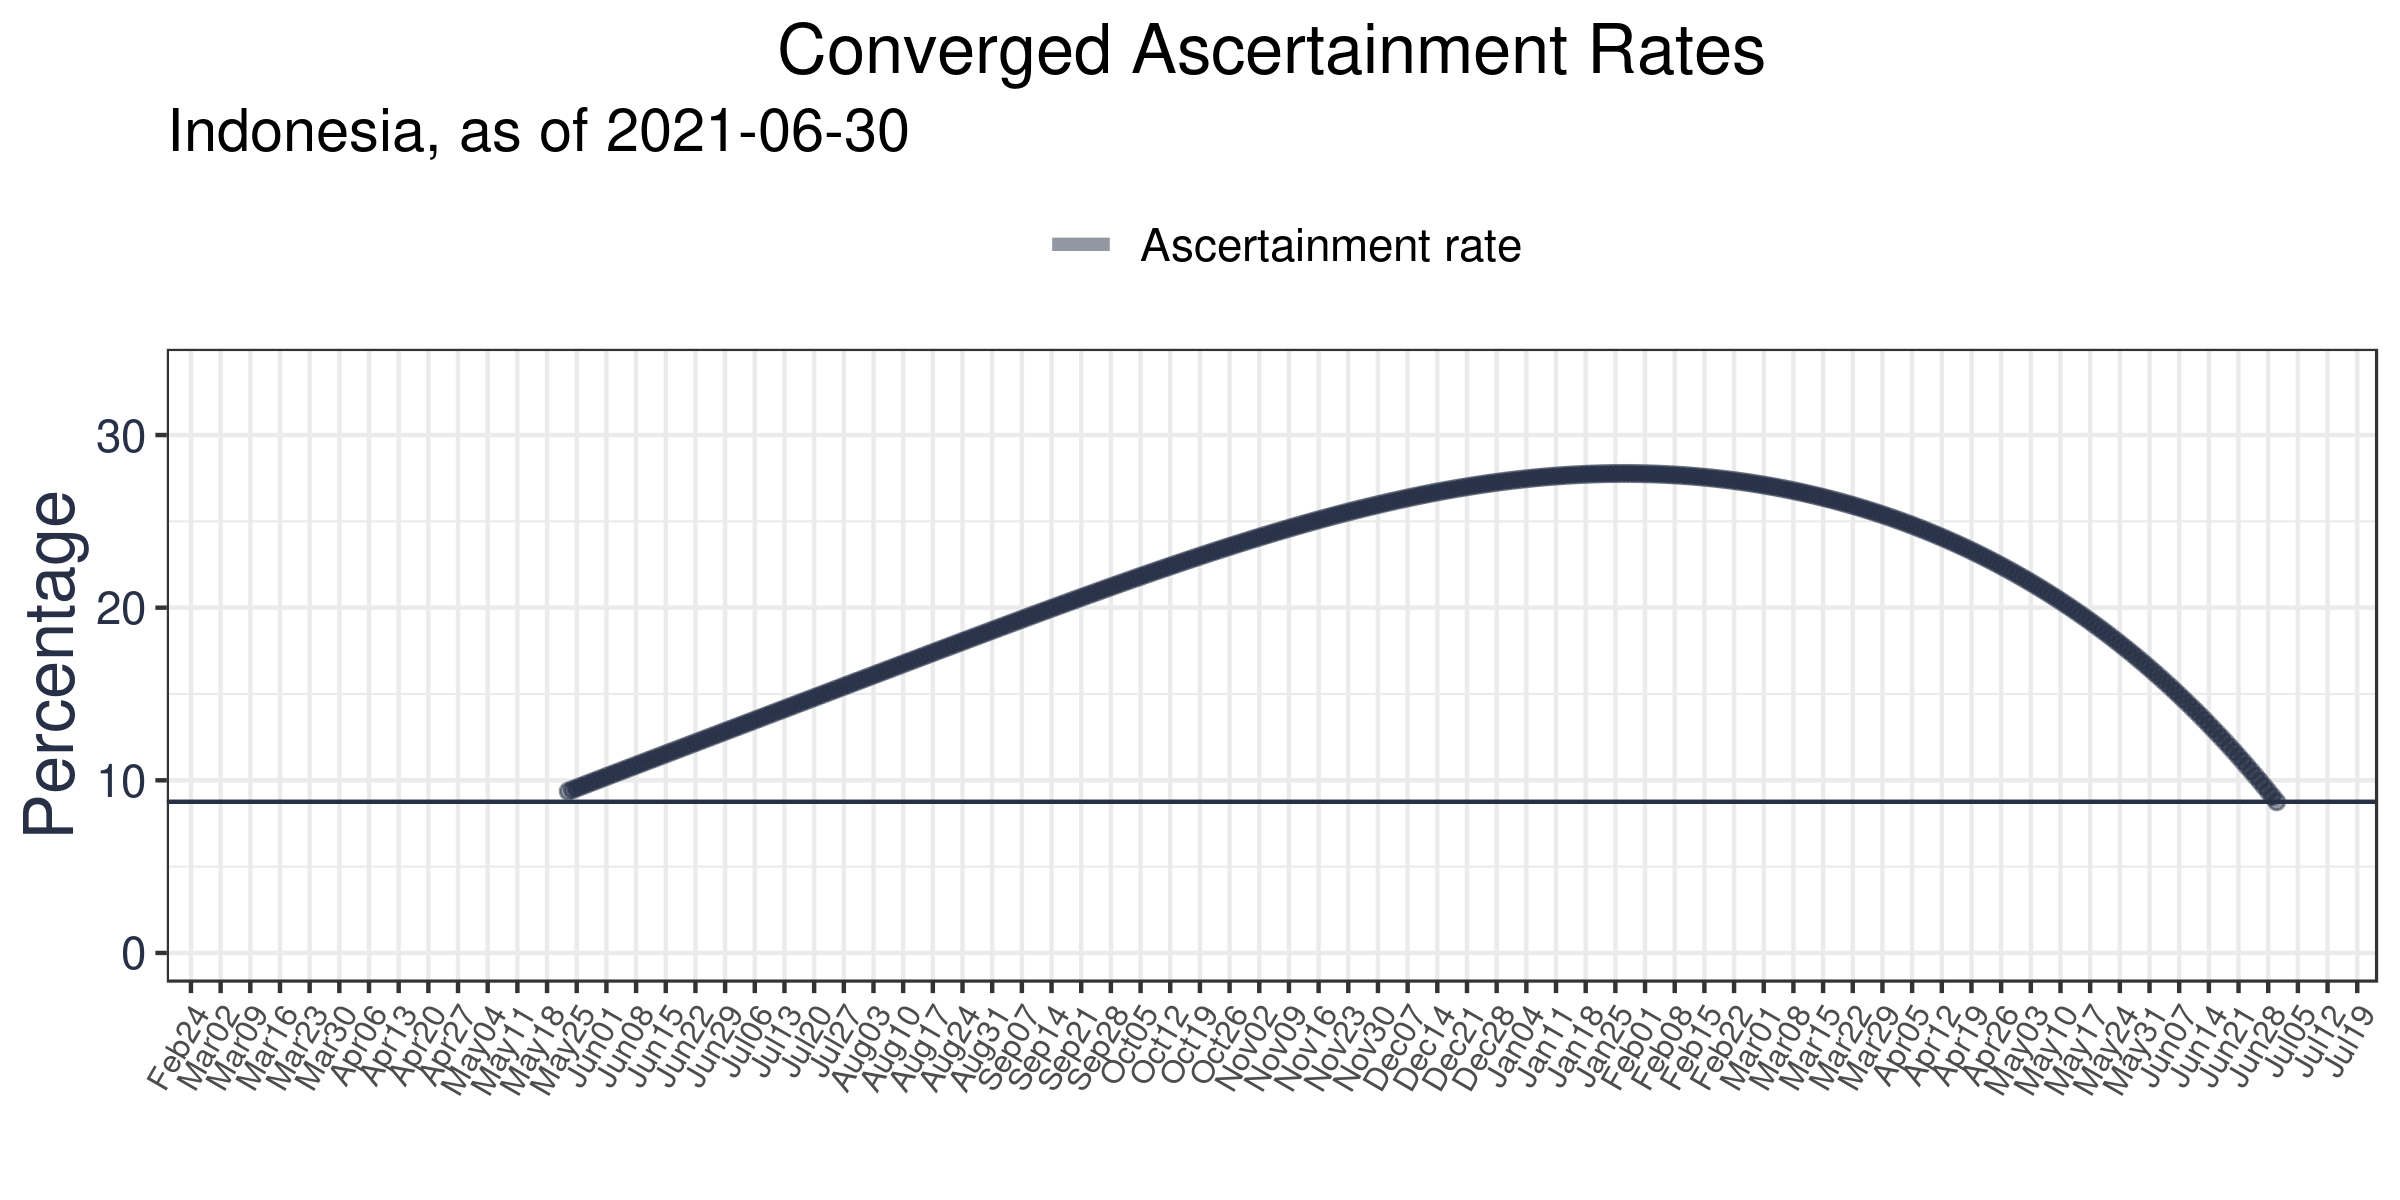 Converged Ascertainment Rates
Indonesia, as of 2021-06-30
Ascertainment rate
Percentage
30
20
10
0
Feb24 Mar02 Mar09 Mar16 Mar23 Mar30 Apr06 Apr13 Apr20 Apr27 May04 May11 May18 May25 Jun01 Jun08 Jun15 Jun22 Jun29 Jul06 Jul13 Jul20 Jul27 Aug03 Aug10 Aug17 Aug24 Aug31 Sep07 Sep14 Sep21 Sep28 Oct05 Oct12 Oct19 Oct26 Nov02 Nov09 Nov16 Nov23 Nov30 Dec07 Dec14 Dec21 Dec28 Jan04 Jan11 Jan18 Jan25 Feb01 Feb08 Feb15 Feb22 Mar01 Mar08 Mar15 Mar22 Mar29 Apr05 Apr12 Apr19 Apr26 May03 May10 May17 May24 May31 Jun07 Jun14 Jun21 Jun28 Jul05 Jul12 Jul19